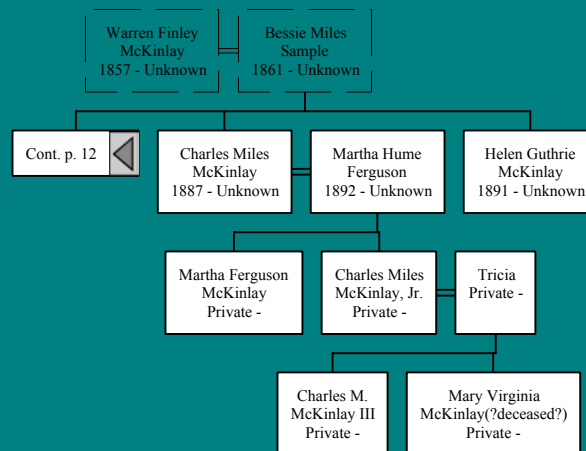 Warren Finley
McKinlay
1857 - Unknown
Bessie Miles
Sample
1861 - Unknown
Cont. p. 12
Charles Miles
McKinlay
1887 - Unknown
Martha Hume
Ferguson
1892 - Unknown
Helen Guthrie
McKinlay
1891 - Unknown
Martha Ferguson
McKinlay
Private -
Charles Miles
McKinlay, Jr.
Private -
Tricia
Private -
Charles M.
McKinlay III
Private -
Mary Virginia
McKinlay(?deceased?)
Private -